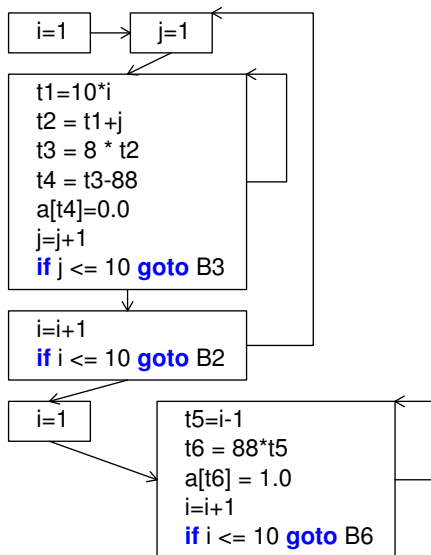 i=1
j=1
t1=10*i
t2 = t1+j
t3 = 8 * t2
t4 = t3-88
a[t4]=0.0
j=j+1
if j <= 10 goto B3
i=i+1
if i <= 10 goto B2
i=1
t5=i-1
t6 = 88*t5
a[t6] = 1.0
i=i+1
if i <= 10 goto B6